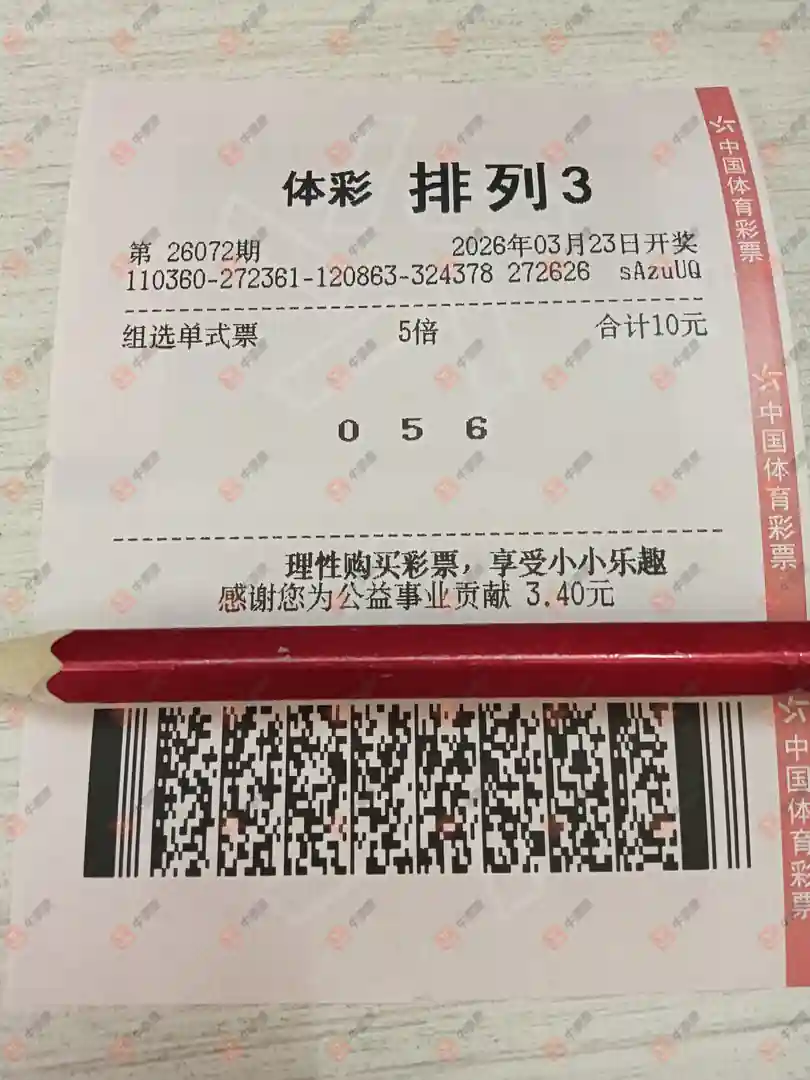 体彩 排列3
第 26072期 2026年03月23日开奖
110360-272361-120863-324378 272626 sAzuUQ
组选单式票 5倍 合计10元
0 5 6
理性购买彩票，享受小小乐趣
感谢您为公益事业贡献 3.40元
中国体育彩票
中国体育彩票
中国体育彩票